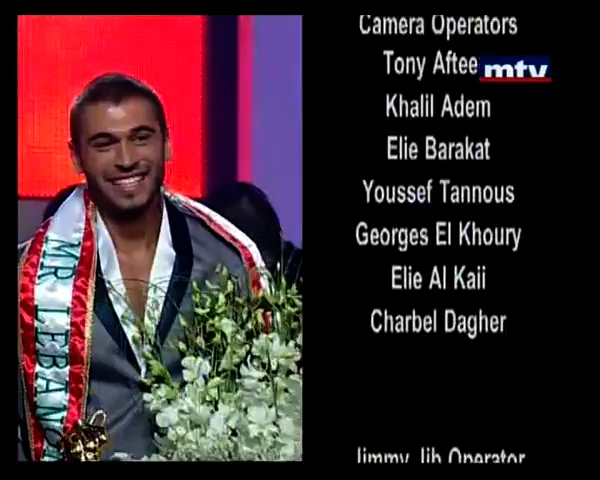 Camera Operators
Tony Aftee
mtv
Khalil Adem
Elie Barakat
Youssef Tannous
Georges El Khoury
Elie Al Kaii
Charbel Dagher
Jimmy Jib Operator
MR LEBAN